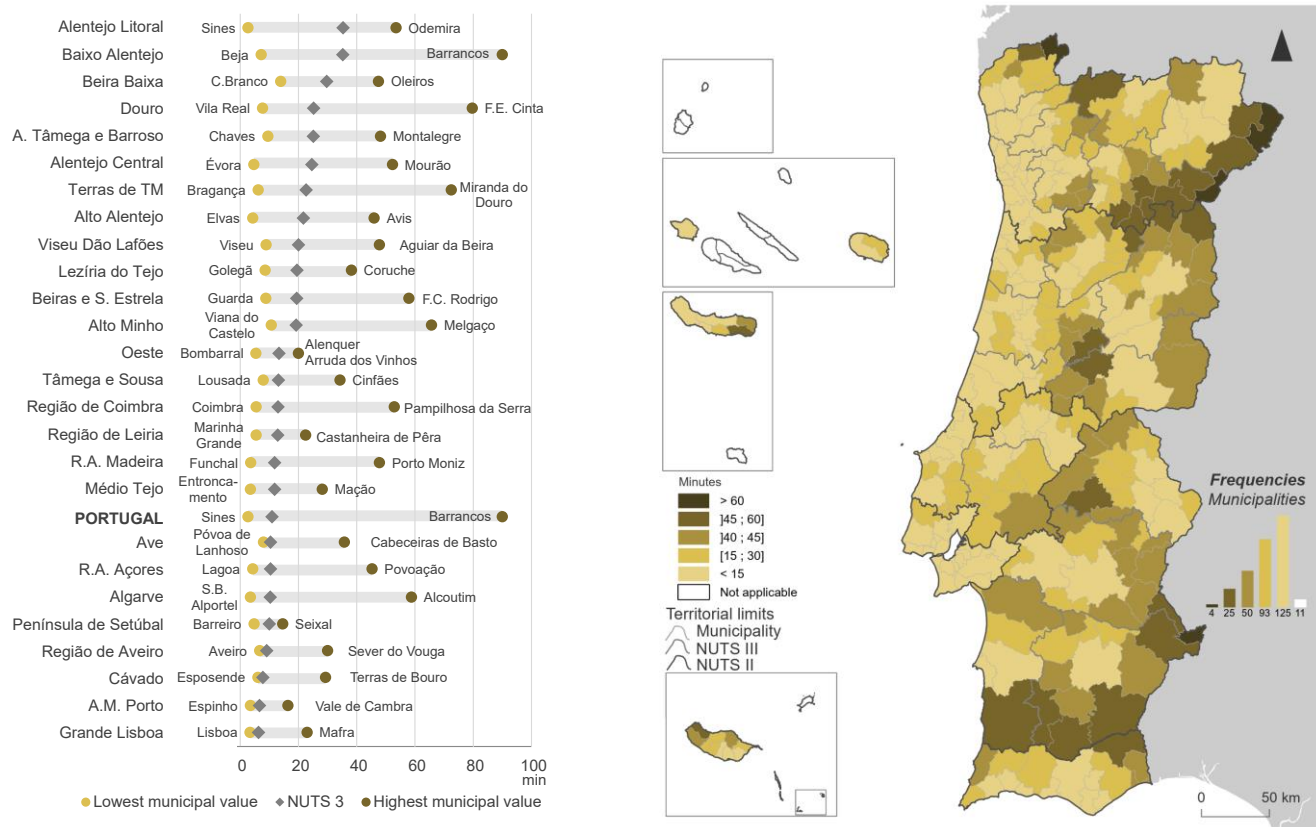 Alentejo Litoral Sines Odemira
Baixo Alentejo Beja Barrancos
Beira Baixa C.Branco Oleiros
Douro Vila Real F.E. Cinta
A. Tâmega e Barroso Chaves Montalegre
Alentejo Central Évora Mourão
Terras de TM Bragança Miranda do
Douro
Alto Alentejo Elvas Avis
Viseu Dão Lafões Viseu Aguiar da Beira
Lezíria do Tejo Golegã Coruche
Beiras e S. Estrela Guarda F.C. Rodrigo
Alto Minho Viana do
Castelo Melgaço
Oeste Bombarral Alenquer
Arruda dos Vinhos
Tâmega e Sousa Lousada Cinfães
Região de Coimbra Coimbra Pampilhosa da Serra
Região de Leiria Marinha
Grande Castanheira de Pêra
R.A. Madeira Funchal Porto Moniz
Médio Tejo Entronca-
mento Mação
PORTUGAL Sines Barrancos
Ave Póvoa de
Lanhoso Cabeceiras de Basto
R.A. Açores Lagoa Povoação
Algarve S.B.
Alportel Alcoutim
Península de Setúbal Barreiro Seixal
Região de Aveiro Aveiro Sever do Vouga
Cávado Esposende Terras de Bouro
A.M. Porto Espinho Vale de Cambra
Grande Lisboa Lisboa Mafra
0 20 40 60 80 100
min
Lowest municipal value NUTS 3 Highest municipal value
Minutes
> 60
]45 ; 60]
]40 ; 45]
[15 ; 30]
< 15
Not applicable
Territorial limits
Municipality
NUTS III
NUTS II
Frequencies
Municipalities
4 25 50 93 125 11
0 50 km